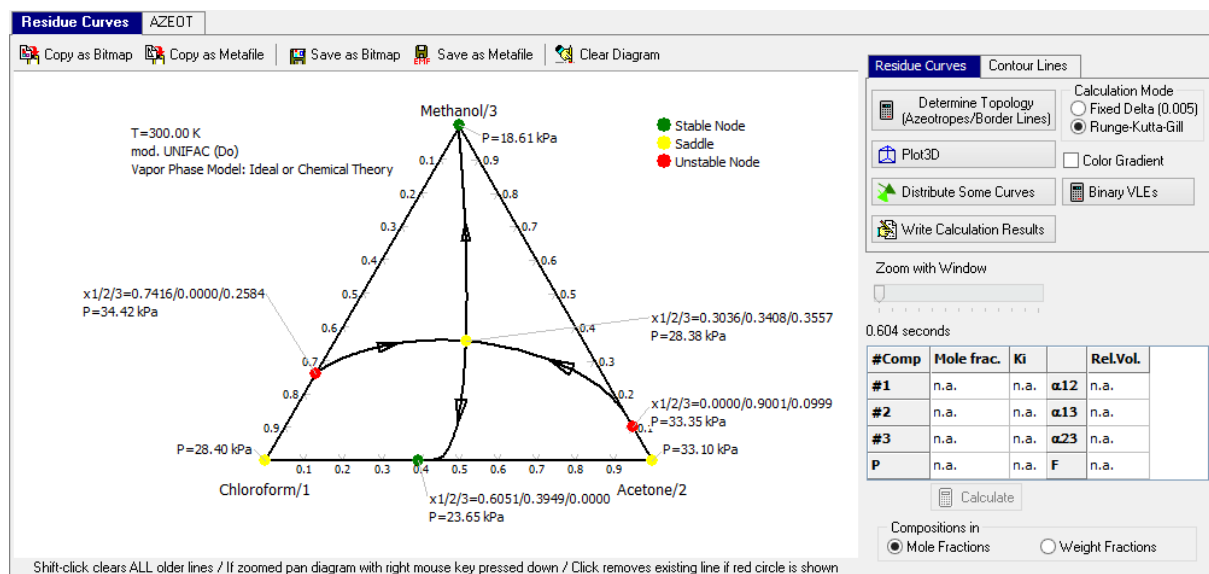 Residue Curves AZEOT
Copy as Bitmap Copy as Metafile Save as Bitmap Save as Metafile Clear Diagram
T=300.00 K
mod. UNIFAC (Do)
Vapor Phase Model: Ideal or Chemical Theory
Methanol/3
P=18.61 kPa
Stable Node
Saddle
Unstable Node
0.1 0.9
0.2 0.8
0.3 0.7
0.4 0.6
0.5 0.5
0.6 0.4
0.7 0.3
0.8 0.2
0.9 0.1
x1/2/3=0.7416/0.0000/0.2584
P=34.42 kPa
x1/2/3=0.3036/0.3408/0.3557
P=28.38 kPa
x1/2/3=0.0000/0.9001/0.0999
P=33.35 kPa
P=28.40 kPa
P=33.10 kPa
0.1 0.2 0.3 0.4 0.5 0.6 0.7 0.8 0.9
Chloroform/1
Acetone/2
x1/2/3=0.6051/0.3949/0.0000
P=23.65 kPa
Shift-click clears ALL older lines / If zoomed pan diagram with right mouse key pressed down / Click removes existing line if red circle is shown
Residue Curves Contour Lines
Determine Topology
(Azeotropes/Border Lines)
Calculation Mode
Fixed Delta (0.005)
Runge-Kutta-Gill
Plot3D
Color Gradient
Distribute Some Curves
Binary VLEs
Write Calculation Results
Zoom with Window
0.604 seconds
#Comp Mole frac. Ki Rel.Vol.
#1 n.a. n.a. α12 n.a.
#2 n.a. n.a. α13 n.a.
#3 n.a. n.a. α23 n.a.
P n.a. n.a. F n.a.
Calculate
Compositions in
Mole Fractions Weight Fractions